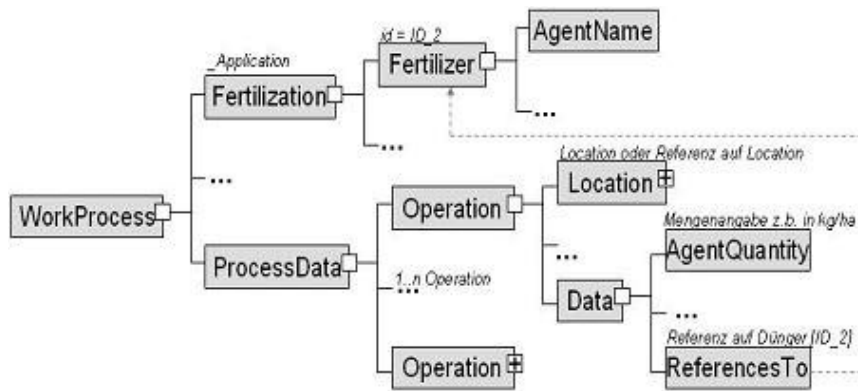 id = ID_2
AgentName
_Application
Fertilizer
Fertilization
...
...
Location oder Referenz auf Location
...
Location
Operation
WorkProcess
Mengenangabe z.b. in kg/ha
AgentQuantity
ProcessData
...
1..n Operation
...
Data
...
Referenz auf Dünger [ID_2]
Operation
ReferencesTo